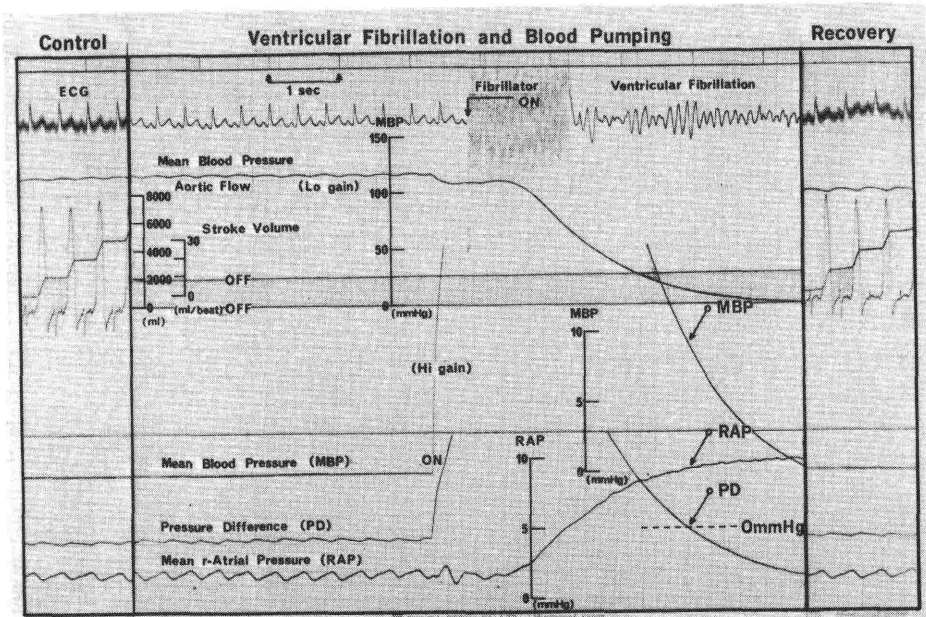 Control
Ventricular Fibrillation and Blood Pumping
Recovery
ECG
1 sec
Fibrillator
ON
Ventricular Fibrillation
MBP
150
100
50
0
(mmHg)
Mean Blood Pressure
Aortic Flow
(Lo gain)
8000
6000
4000
2000
0
(ml)
Stroke Volume
30
0
(ml/beat)
OFF
OFF
MBP
10
5
0
(mmHg)
MBP
(Hi gain)
RAP
10
5
0
(mmHg)
RAP
Mean Blood Pressure (MBP)
ON
PD
Pressure Difference (PD)
OmmHg
Mean r-Atrial Pressure (RAP)